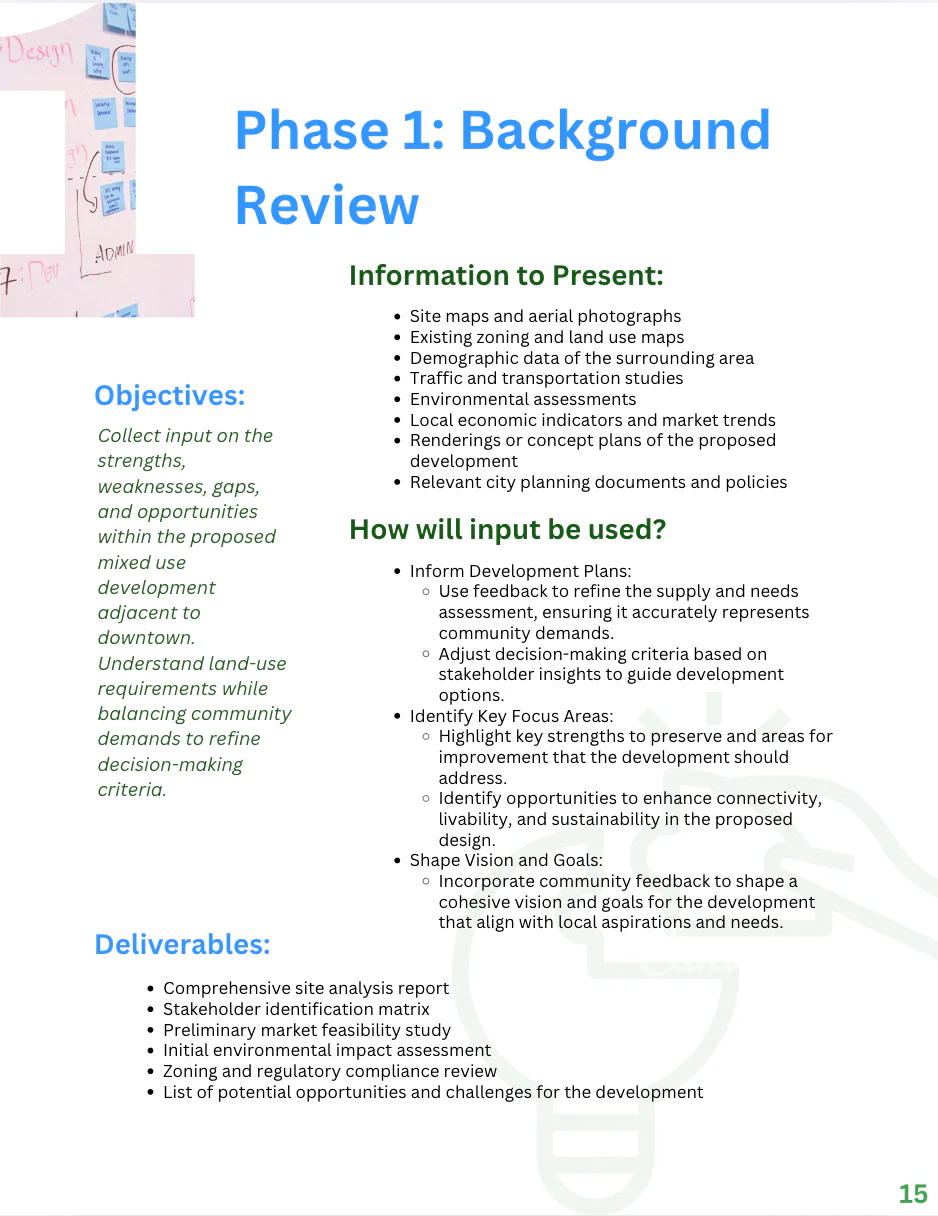 Design
ADMIN
Phase 1: Background
Review
Information to Present:
Site maps and aerial photographs
Existing zoning and land use maps
Demographic data of the surrounding area
Traffic and transportation studies
Environmental assessments
Local economic indicators and market trends
Renderings or concept plans of the proposed
development
Relevant city planning documents and policies
How will input be used?
Inform Development Plans:
Use feedback to refine the supply and needs
assessment, ensuring it accurately represents
community demands.
Adjust decision-making criteria based on
stakeholder insights to guide development
options.
Identify Key Focus Areas:
Highlight key strengths to preserve and areas for
improvement that the development should
address.
Identify opportunities to enhance connectivity,
livability, and sustainability in the proposed
design.
Shape Vision and Goals:
Incorporate community feedback to shape a
cohesive vision and goals for the development
that align with local aspirations and needs.
Objectives:
Collect input on the
strengths,
weaknesses, gaps,
and opportunities
within the proposed
mixed use
development
adjacent to
downtown.
Understand land-use
requirements while
balancing community
demands to refine
decision-making
criteria.
Deliverables:
Comprehensive site analysis report
Stakeholder identification matrix
Preliminary market feasibility study
Initial environmental impact assessment
Zoning and regulatory compliance review
List of potential opportunities and challenges for the development
15